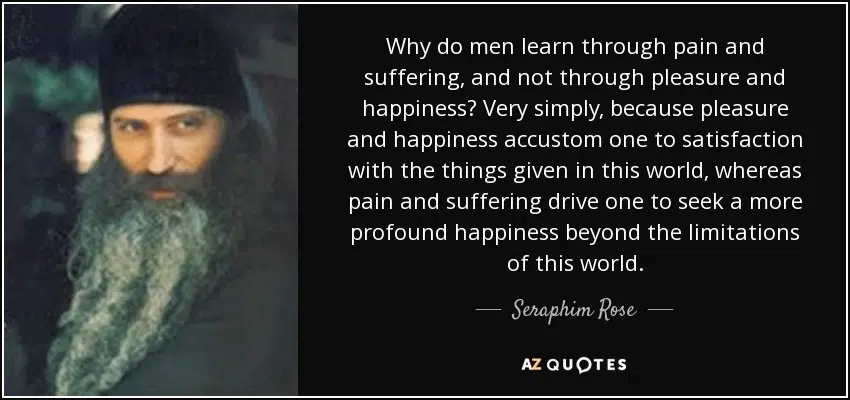 Why do men learn through pain and
suffering, and not through pleasure and
happiness? Very simply, because pleasure
and happiness accustom one to satisfaction
with the things given in this world, whereas
pain and suffering drive one to seek a more
profound happiness beyond the limitations
of this world.
Seraphim Rose
AZ QUOTES